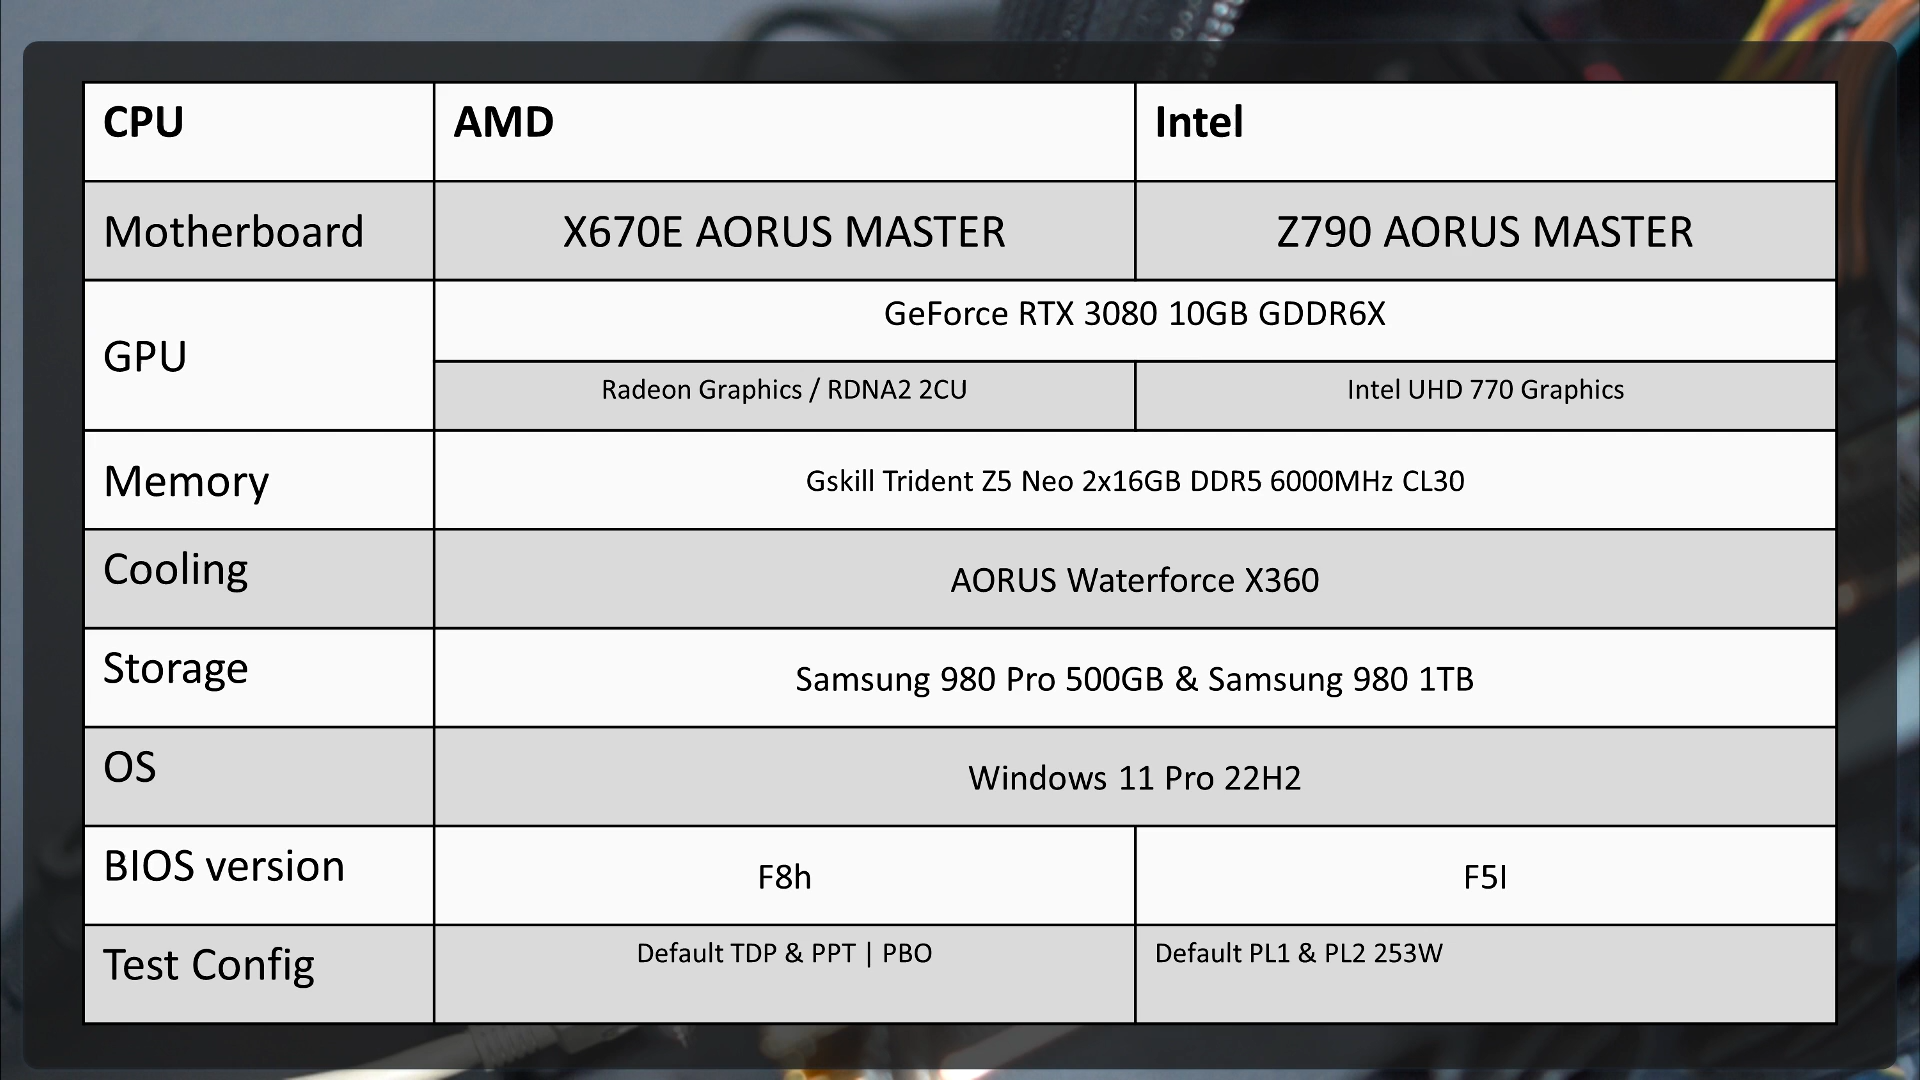 CPU AMD Intel
Motherboard X670E AORUS MASTER Z790 AORUS MASTER
GPU GeForce RTX 3080 10GB GDDR6X
Radeon Graphics / RDNA2 2CU Intel UHD 770 Graphics
Memory Gskill Trident Z5 Neo 2x16GB DDR5 6000MHz CL30
Cooling AORUS Waterforce X360
Storage Samsung 980 Pro 500GB & Samsung 980 1TB
OS Windows 11 Pro 22H2
BIOS version F8h F5I
Test Config Default TDP & PPT | PBO Default PL1 & PL2 253W